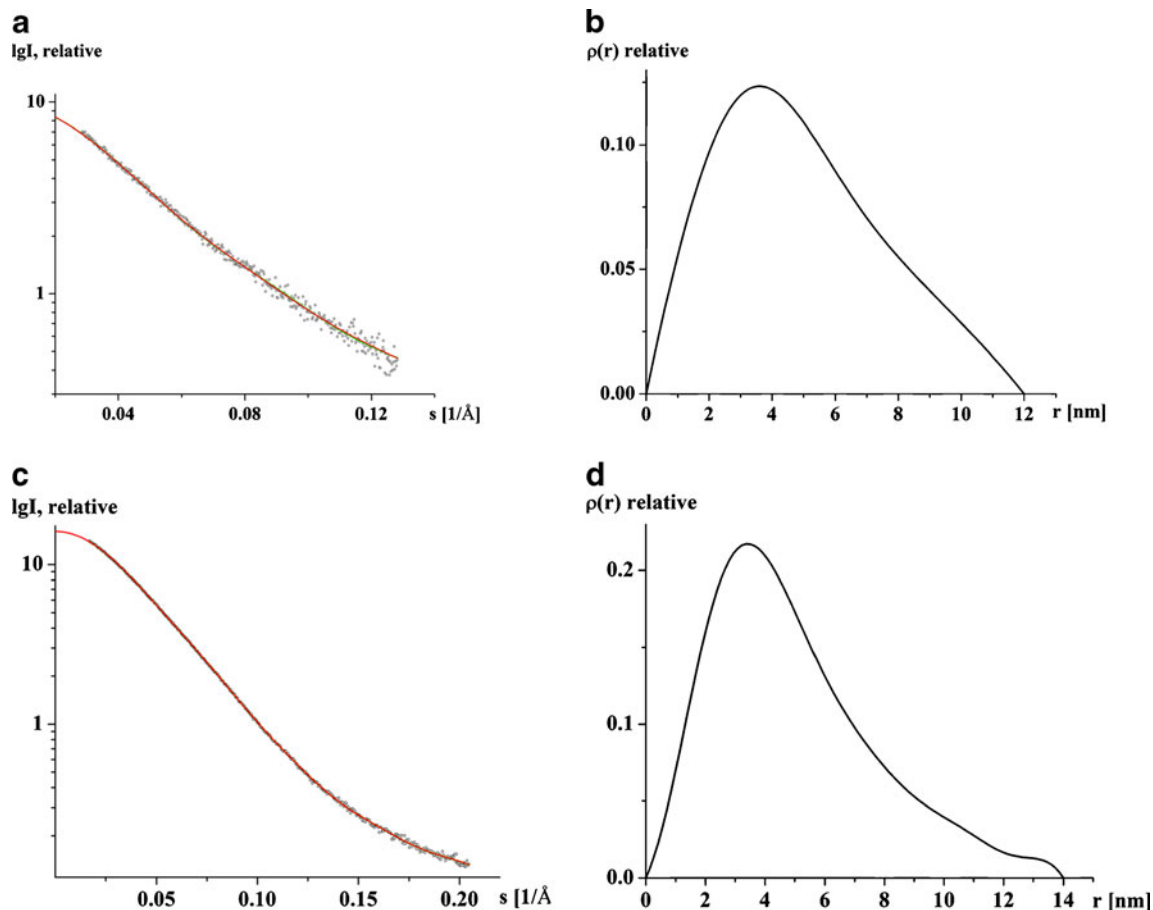 a
lgI, relative
10
1
0.04 0.08 0.12 s [1/Å]
b
ρ(r) relative
0.10
0.05
0.00
0 2 4 6 8 10 12 r [nm]
c
lgI, relative
10
1
0.05 0.10 0.15 0.20 s [1/Å
d
ρ(r) relative
0.2
0.1
0.0
0 2 4 6 8 10 12 14 r [nm]